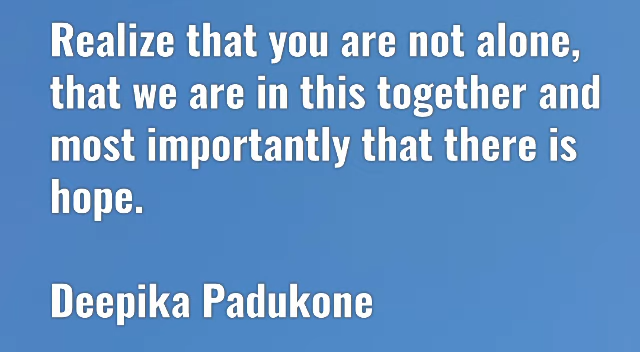 Realize that you are not alone,
that we are in this together and
most importantly that there is
hope.
Deepika Padukone